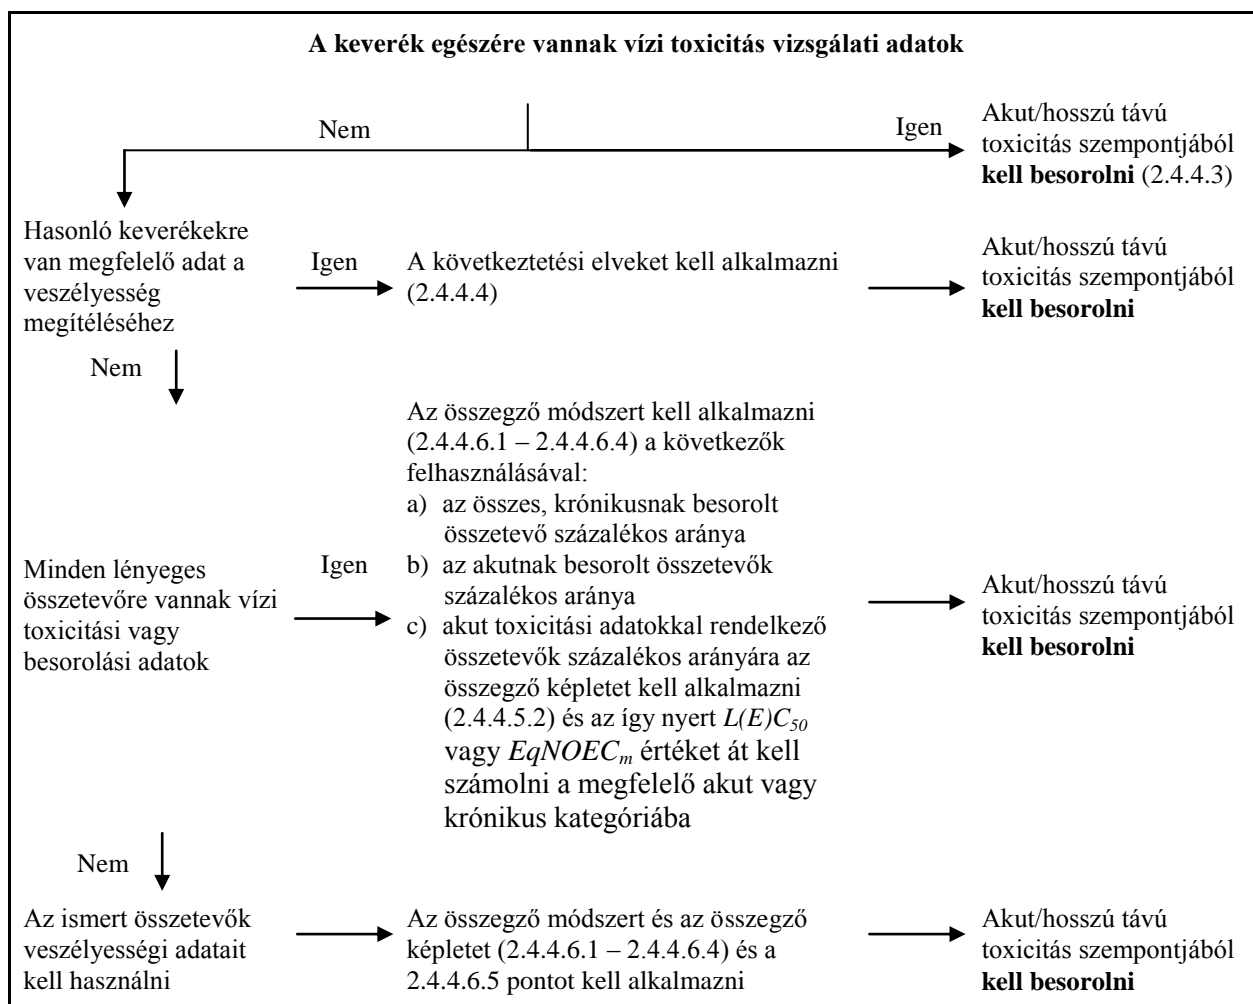 A keverék egészére vannak vízi toxicitás vizsgálati adatok
Nem
Igen
Akut/hosszú távú
toxicitás szempontjából
kell besorolni (2.4.4.3)
Hasonló keverékekre
van megfelelő adat a
veszélyesség
megítéléséhez
Igen
A következtetési elveket kell alkalmazni
(2.4.4.4)
Akut/hosszú távú
toxicitás szempontjából
kell besorolni
Nem
Minden lényeges
összetevőre vannak vízi
toxicitási vagy
besorolási adatok
Igen
Az összegző módszert kell alkalmazni
(2.4.4.6.1 – 2.4.4.6.4) a következők
felhasználásával:
a) az összes, krónikusnak besorolt
összetevő százalékos aránya
b) az akutnak besorolt összetevők
százalékos aránya
c) akut toxicitási adatokkal rendelkező
összetevők százalékos arányára az
összegző képletet kell alkalmazni
(2.4.4.5.2) és az így nyert L(E)C50
vagy EqNOECm értéket át kell
számolni a megfelelő akut vagy
krónikus kategóriába
Akut/hosszú távú
toxicitás szempontjából
kell besorolni
Nem
Az ismert összetevők
veszélyességi adatait
kell használni
Az összegző módszert és az összegző
képletet (2.4.4.6.1 – 2.4.4.6.4) és a
2.4.4.6.5 pontot kell alkalmazni
Akut/hosszú távú
toxicitás szempontjából
kell besorolni